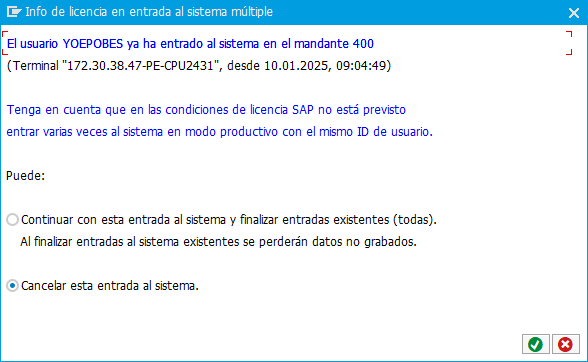 Info de licencia en entrada al sistema múltiple
El usuario YOEPOBES ya ha entrado al sistema en el mandante 400
(Terminal "172.30.38.47-PE-CPU2431", desde 10.01.2025, 09:04:49)
Tenga en cuenta que en las condiciones de licencia SAP no está previsto
entrar varias veces al sistema en modo productivo con el mismo ID de usuario.
Puede:
Continuar con esta entrada al sistema y finalizar entradas existentes (todas).
Al finalizar entradas al sistema existentes se perderán datos no grabados.
Cancelar esta entrada al sistema.